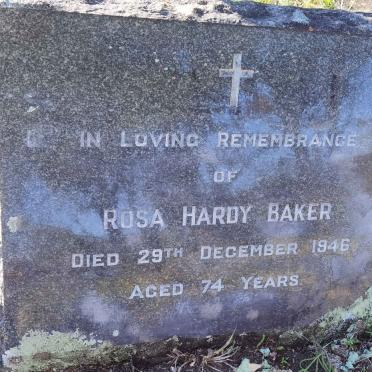 IN LOVING REMEMBRANCE
OF
ROSA HARDY BAKER
DIED 29TH DECEMBER 1946
AGED 74 YEARS